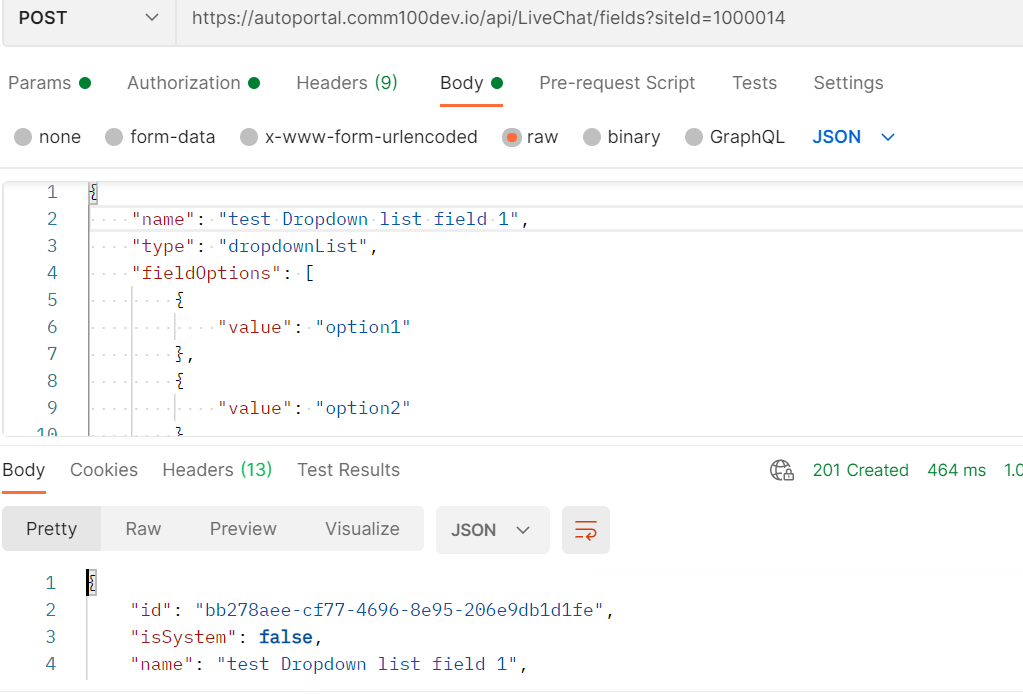 POST https://autoportal.comm100dev.io/api/LiveChat/fields?siteId=1000014
Params Authorization Headers (9) Body Pre-request Script Tests Settings
none form-data x-www-form-urlencoded raw binary GraphQL JSON
1 {
2 "name": "test Dropdown list field 1",
3 "type": "dropdownList",
4 "fieldOptions": [
5 {
6 "value": "option1"
7 },
8 {
9 "value": "option2"
10 }
Body Cookies Headers (13) Test Results 201 Created 464 ms 1.0
Pretty Raw Preview Visualize JSON
1 {
2 "id": "bb278aee-cf77-4696-8e95-206e9db1d1fe",
3 "isSystem": false,
4 "name": "test Dropdown list field 1",